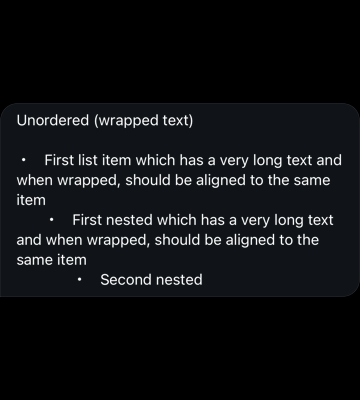 Unordered (wrapped text)
• First list item which has a very long text and
when wrapped, should be aligned to the same
item
• First nested which has a very long text
and when wrapped, should be aligned to the
same item
• Second nested